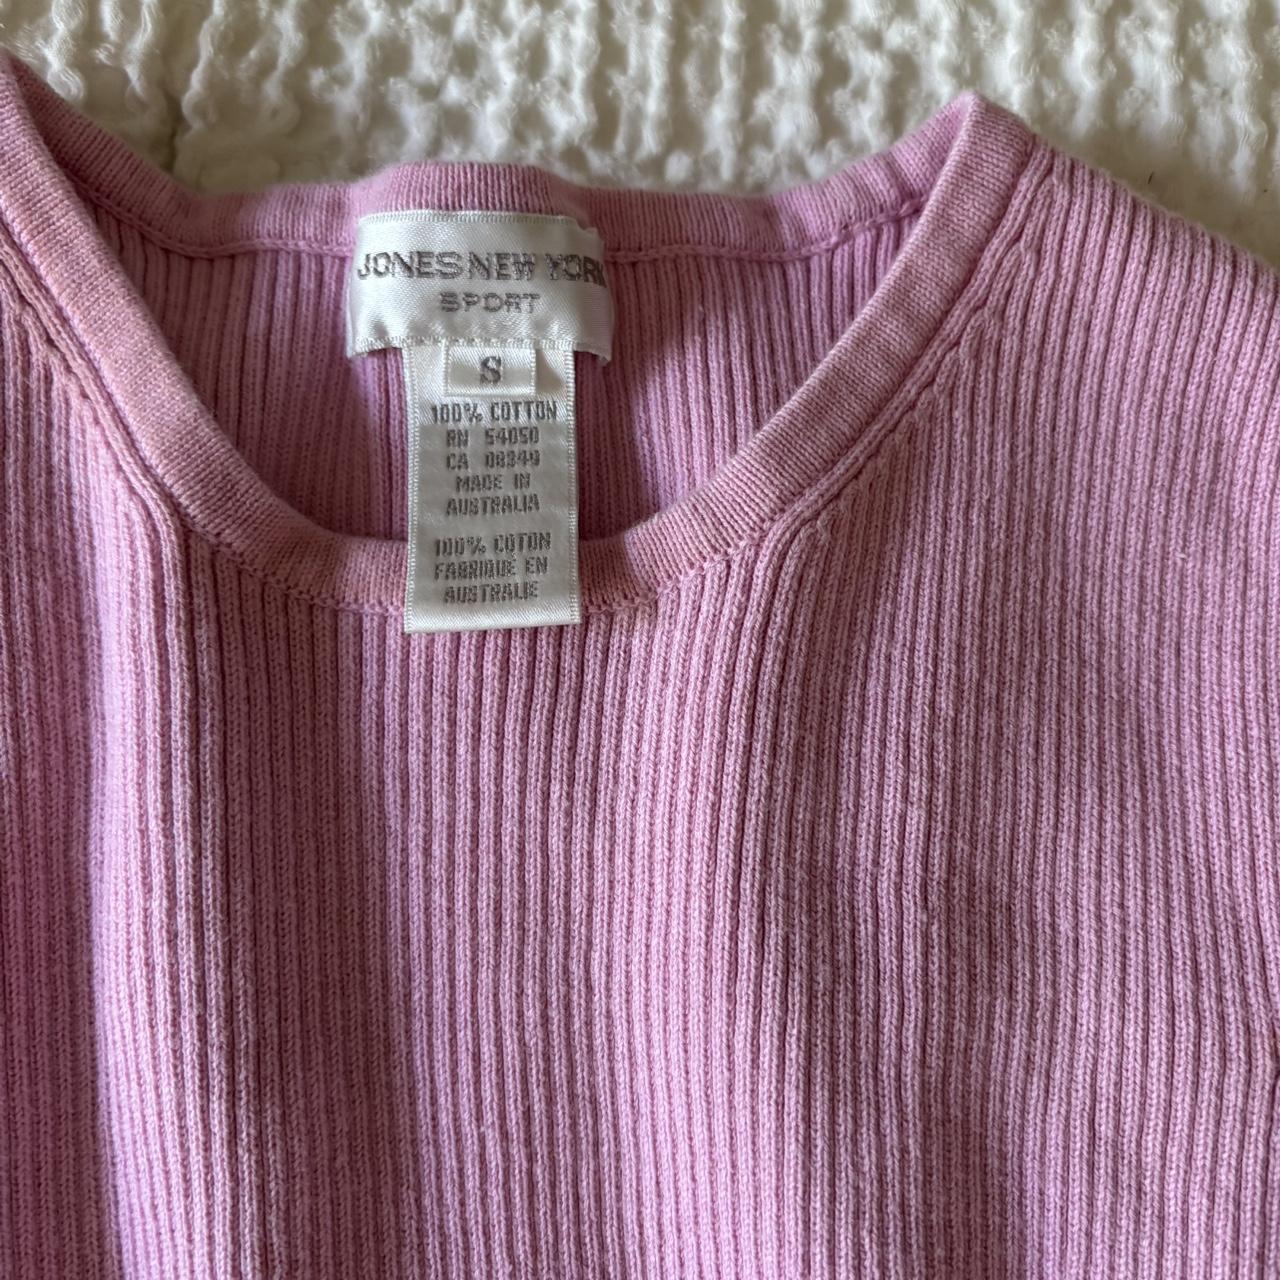 JONES NEW YORK
SPORT
S
100% COTTON
RN 54050
CA 08349
MADE IN
AUSTRALIA
100% COTON
FABRIQUÉ EN
AUSTRALIE